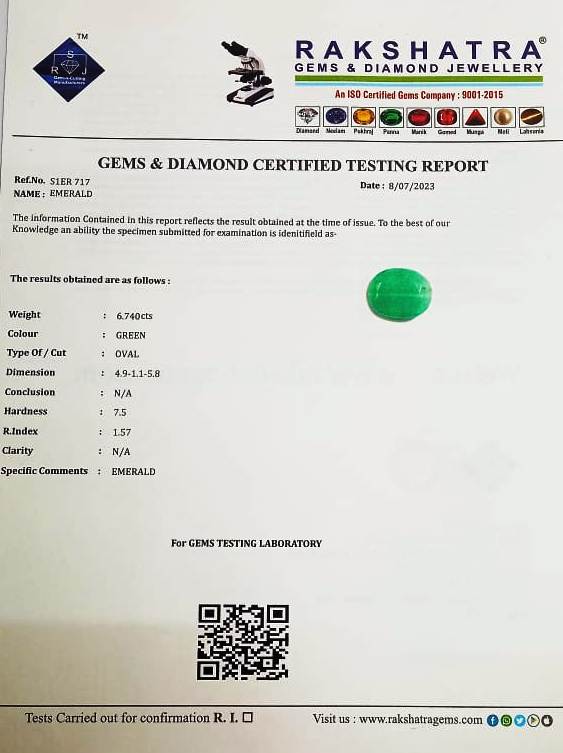 TM
S
R J
Gems-n-Cutting
Manufacturers
RAKSHATRA®
GEMS & DIAMOND JEWELLERY
An ISO Certified Gems Company : 9001-2015
Diamond Neelam Pukhraj Panna Manik Gomed Munga Moti Lahsunia
GEMS & DIAMOND CERTIFIED TESTING REPORT
Ref.No. S1ER 717
Date : 8/07/2023
NAME : EMERALD
The information Contained in this report reflects the result obtained at the time of issue. To the best of our
Knowledge an ability the specimen submitted for examination is idenitifield as-
The results obtained are as follows :
Weight : 6.740cts
Colour : GREEN
Type Of / Cut : OVAL
Dimension : 4.9-1.1-5.8
Conclusion : N/A
Hardness : 7.5
R.Index : 1.57
Clarity : N/A
Specific Comments : EMERALD
For GEMS TESTING LABORATORY
Tests Carried out for confirmation R. I. ☐
Visit us : www.rakshatragems.com